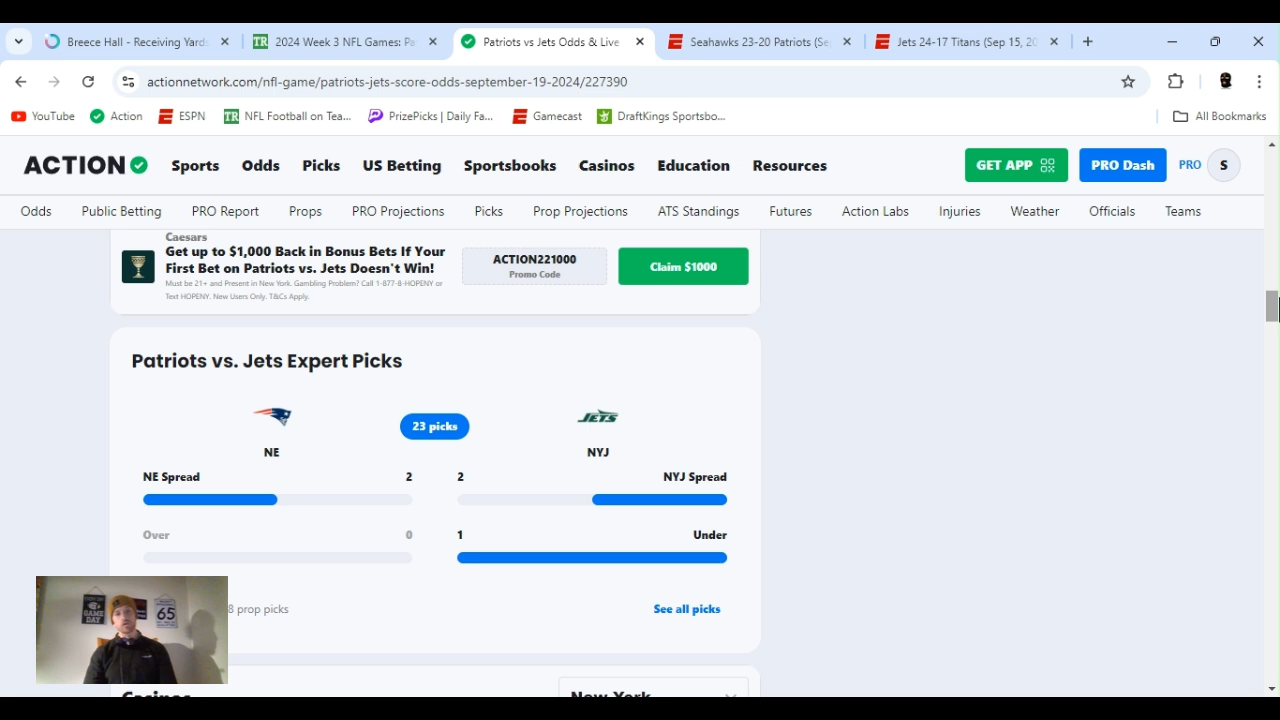 Breece Hall - Receiving Yard
TR 2024 Week 3 NFL Games: Pa
Patriots vs Jets Odds & Live
Seahawks 23-20 Patriots (Se
Jets 24-17 Titans (Sep 15, 20
actionnetwork.com/nfl-game/patriots-jets-score-odds-september-19-2024/227390
YouTube Action ESPN TR NFL Football on Tea... PrizePicks | Daily Fa... Gamecast DraftKings Sportsbo... All Bookmarks
ACTION Sports Odds Picks US Betting Sportsbooks Casinos Education Resources GET APP PRO Dash PRO S
Odds Public Betting PRO Report Props PRO Projections Picks Prop Projections ATS Standings Futures Action Labs Injuries Weather Officials Teams
Caesars
Get up to $1,000 Back in Bonus Bets If Your
First Bet on Patriots vs. Jets Doesn't Win!
Must be 21+ and Present in New York. Gambling Problem? Call 1-877-8-HOPENY or
Text HOPENY. New Users Only. T&Cs Apply.
ACTION221000
Promo Code
Claim $1000
Patriots vs. Jets Expert Picks
JETS
23 picks
NE NYJ
NE Spread 2 2 NYJ Spread
Over 0 1 Under
8 prop picks See all picks
GAME
DAY
65
Casinos New York